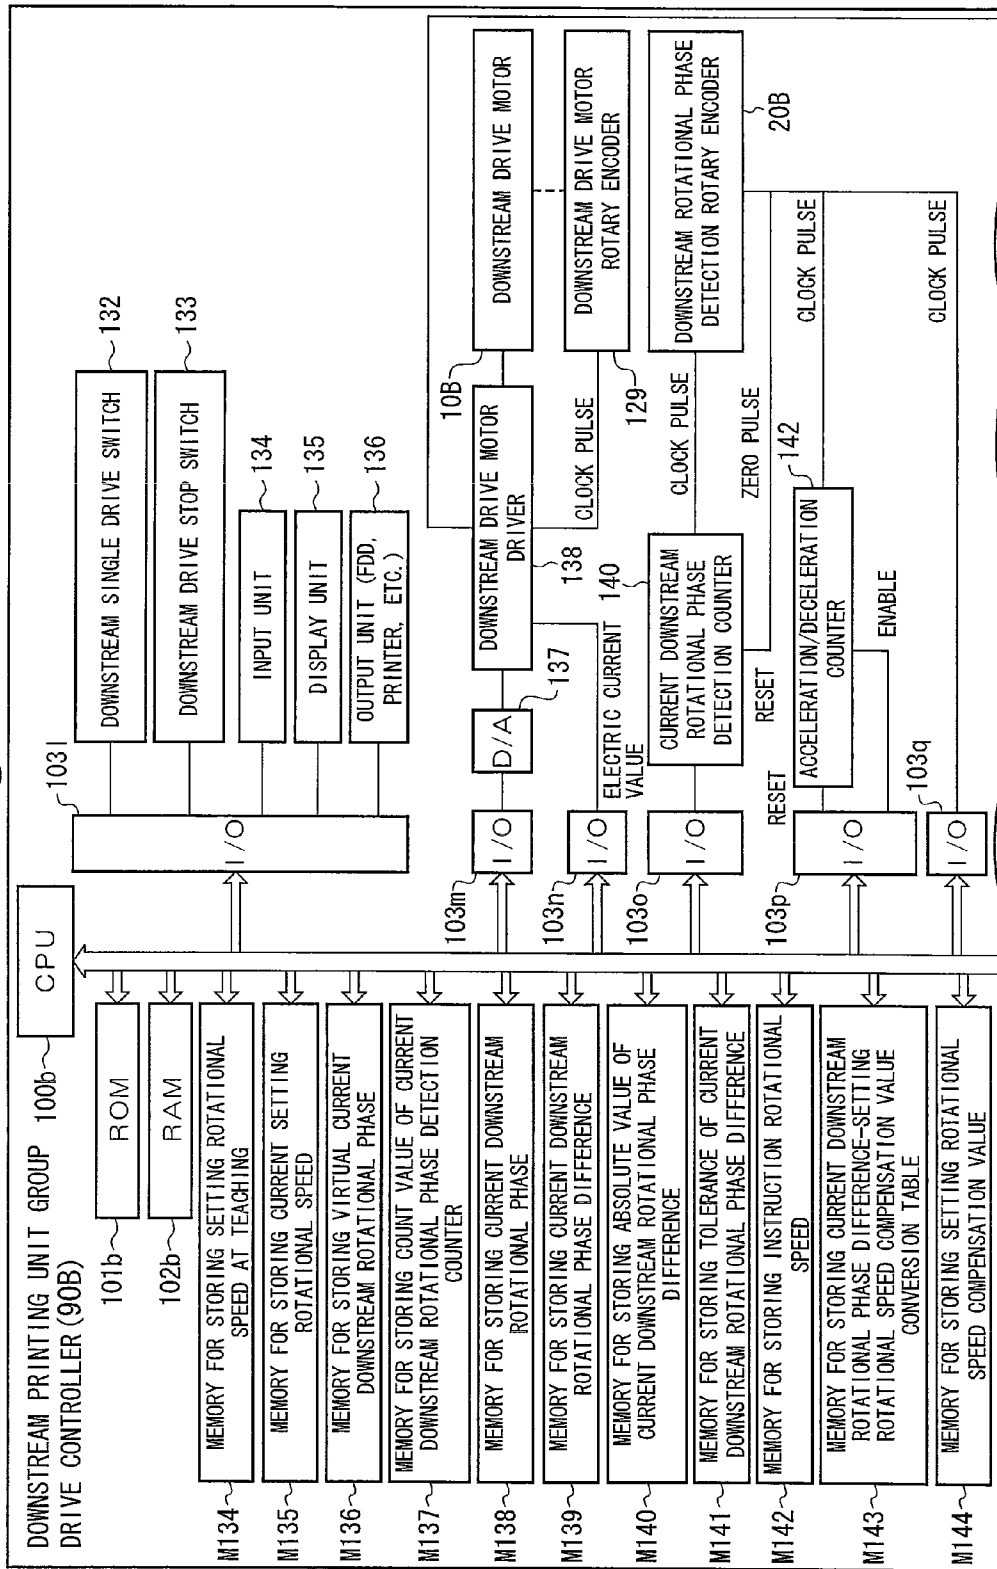 DOWNSTREAM PRINTING UNIT GROUP
DRIVE CONTROLLER(90B)
100b
CPU
101b
ROM
102b
RAM
M134
MEMORY FOR STORING SETTING ROTATIONAL
SPEED AT TEACHING
M135
MEMORY FOR STORING CURRENT SETTING
ROTATIONAL SPEED
M136
MEMORY FOR STORING VIRTUAL CURRENT
DOWNSTREAM ROTATIONAL PHASE
M137
MEMORY FOR STORING COUNT VALUE OF CURRENT
DOWNSTREAM ROTATIONAL PHASE DETECTION
COUNTER
M138
MEMORY FOR STORING CURRENT DOWNSTREAM
ROTATIONAL PHASE
M139
MEMORY FOR STORING CURRENT DOWNSTREAM
ROTATIONAL PHASE DIFFERENCE
M140
MEMORY FOR STORING ABSOLUTE VALUE OF
CURRENT DOWNSTREAM ROTATIONAL PHASE
DIFFERENCE
M141
MEMORY FOR STORING TOLERANCE OF CURRENT
DOWNSTREAM ROTATIONAL PHASE DIFFERENCE
M142
MEMORY FOR STORING INSTRUCTION ROTATIONAL
SPEED
M143
MEMORY FOR STORING CURRENT DOWNSTREAM
ROTATIONAL PHASE DIFFERENCE-SETTING
ROTATIONAL SPEED COMPENSATION VALUE
CONVERSION TABLE
M144
MEMORY FOR STORING SETTING ROTATIONAL
SPEED COMPENSATION VALUE
103l
I/O
DOWNSTREAM SINGLE DRIVE SWITCH
132
DOWNSTREAM DRIVE STOP SWITCH
133
INPUT UNIT
134
DISPLAY UNIT
135
OUTPUT UNIT (FDD,
PRINTER, ETC.)
136
103m
I/O
D/A
137
DOWNSTREAM DRIVE MOTOR
DRIVER
138
10B
DOWNSTREAM DRIVE MOTOR
103n
I/O
ELECTRIC CURRENT
VALUE
CLOCK PULSE
129
DOWNSTREAM DRIVE MOTOR
ROTARY ENCODER
103o
I/O
140
CURRENT DOWNSTREAM
ROTATIONAL PHASE
DETECTION COUNTER
CLOCK PULSE
DOWNSTREAM ROTATIONAL PHASE
DETECTION ROTARY ENCODER
20B
RESET
ZERO PULSE
103p
I/O
RESET
ACCELERATION/DECELERATION
COUNTER
142
CLOCK PULSE
ENABLE
103q
I/O
CLOCK PULSE